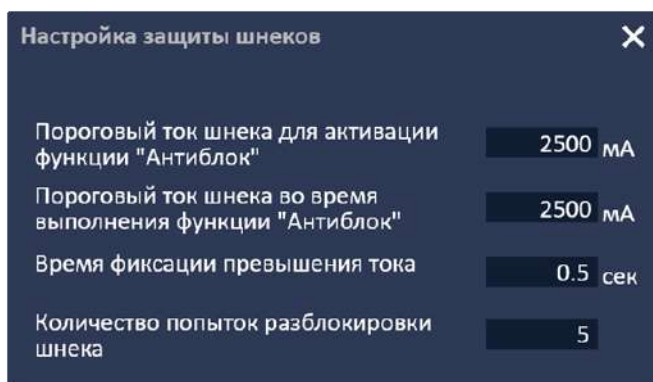 Настройка защиты шнеков
Пороговый ток шнека для активации
функции "Антиблок"
2500 мА
Пороговый ток шнека во время
выполнения функции "Антиблок"
2500 мА
Время фиксации превышения тока
0.5 сек
Количество попыток разблокировки
шнека
5